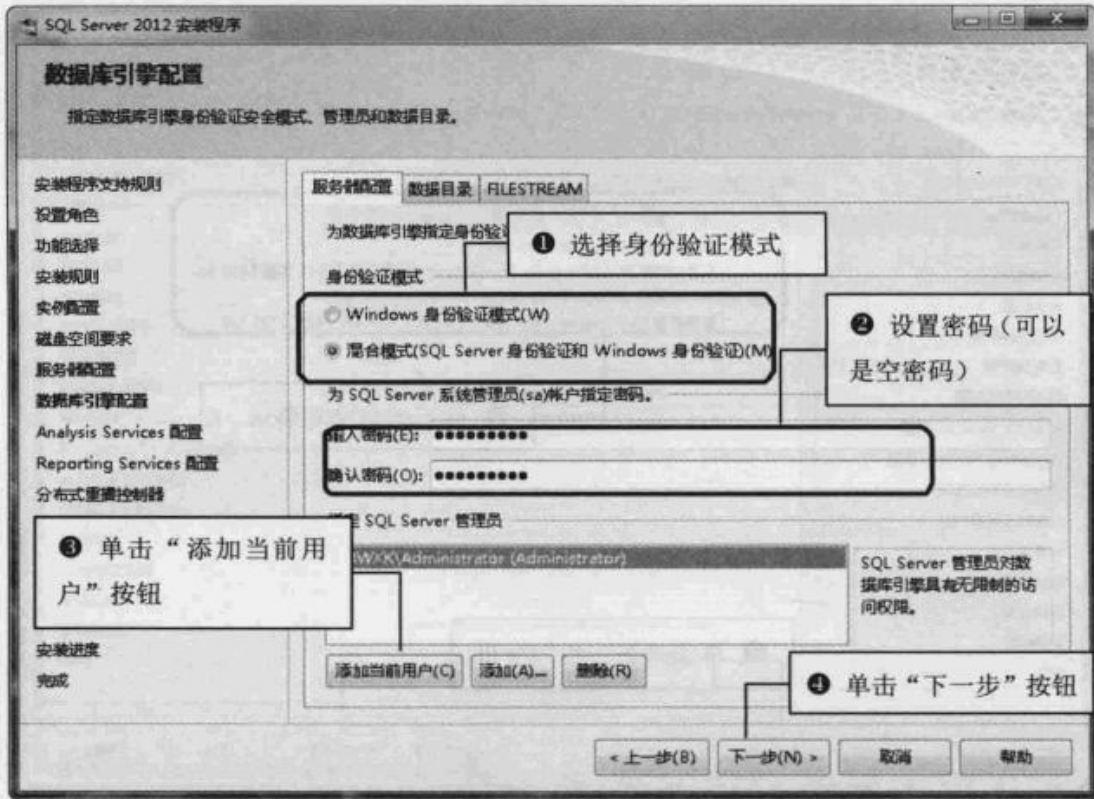 SQL Server 2012 安装程序
数据库引擎配置
指定数据库引擎身份验证安全模式、管理员和数据目录。
安装程序支持规则
设置角色
功能选择
安装规则
实例配置
磁盘空间要求
服务器配置
数据库引擎配置
Analysis Services 配置
Reporting Services 配置
分布式重播控制器
安装进度
完成
服务器配置 数据目录 FILESTREAM
为数据库引擎指定身份验
❶ 选择身份验证模式
身份验证模式
Windows 身份验证模式(W)
混合模式(SQL Server 身份验证和 Windows 身份验证)(M)
❷ 设置密码(可以
是空密码)
为 SQL Server 系统管理员(sa)帐户指定密码。
输入密码(E): ●●●●●●●●●
确认密码(O): ●●●●●●●●●
SQL Server 管理员
\Administrator (Administrator)
SQL Server 管理员对数
据库引擎具有无限制的访
问权限。
❸ 单击“添加当前用
户”按钮
添加当前用户(C) 添加(A)... 删除(R)
❹ 单击“下一步”按钮
< 上一步(B) 下一步(N) > 取消 帮助